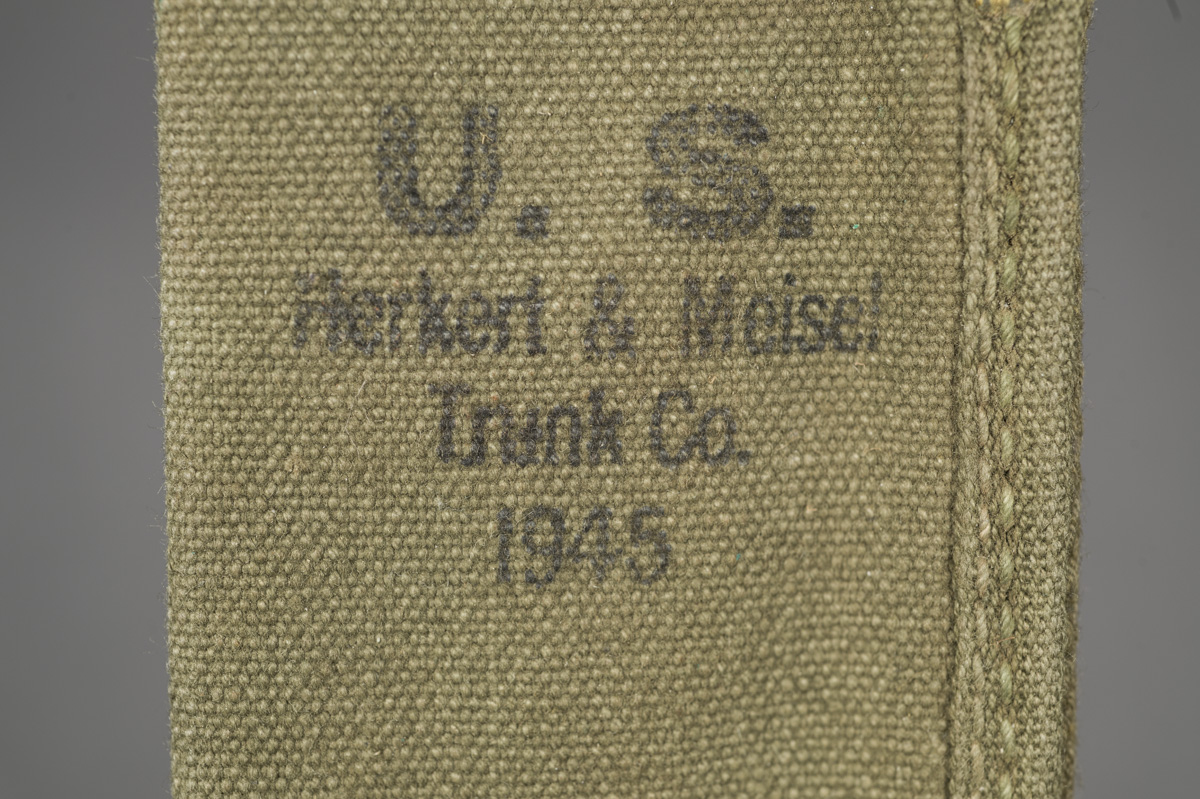 U. S.
Herkert & Meisel
Trunk Co.
1945